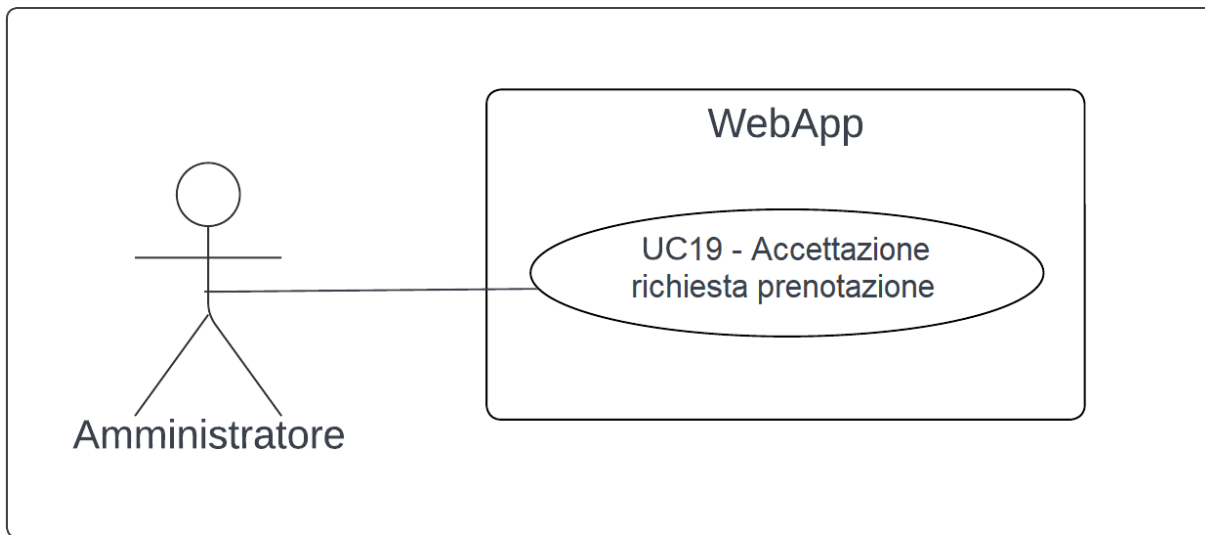 WebApp
UC19 - Accettazione
richiesta prenotazione
Amministratore